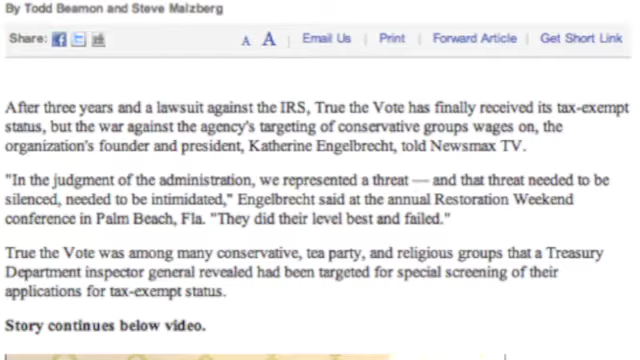 By Todd Beamon and Steve Malzberg
Share: A A | Email Us | Print | Forward Article | Get Short Link
After three years and a lawsuit against the IRS, True the Vote has finally received its tax-exempt
status, but the war against the agency's targeting of conservative groups wages on, the
organization's founder and president, Katherine Engelbrecht, told Newsmax TV.
"In the judgment of the administration, we represented a threat — and that threat needed to be
silenced, needed to be intimidated," Engelbrecht said at the annual Restoration Weekend
conference in Palm Beach, Fla. "They did their level best and failed."
True the Vote was among many conservative, tea party, and religious groups that a Treasury
Department inspector general revealed had been targeted for special screening of their
applications for tax-exempt status.
Story continues below video.